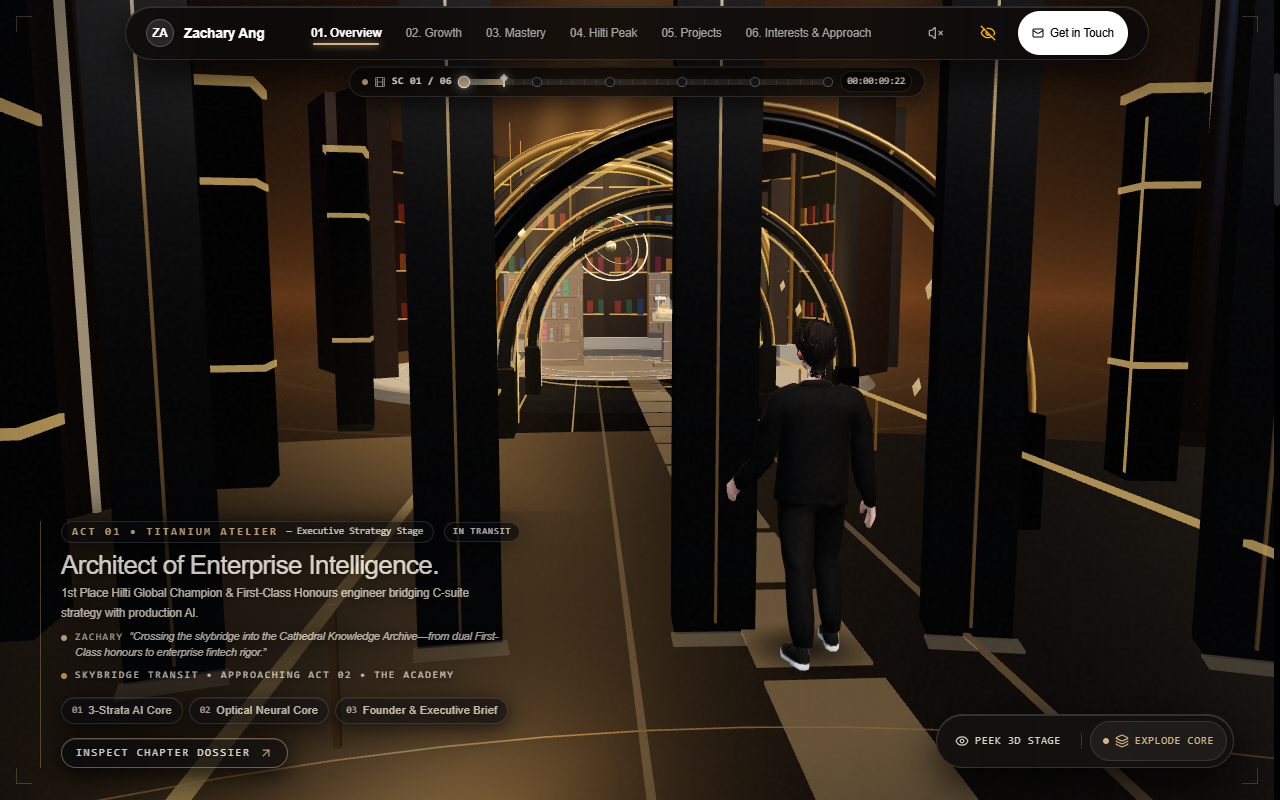 ZA Zachary Ang 01. Overview 02. Growth 03. Mastery 04. Hilti Peak 05. Projects 06. Interests & Approach Get in Touch
SC 01 / 06 00:00:09:22
ACT 01 • TITANIUM ATELIER — Executive Strategy Stage IN TRANSIT
Architect of Enterprise Intelligence.
1st Place Hilti Global Champion & First-Class Honours engineer bridging C-suite
strategy with production AI.
ZACHARY "Crossing the skybridge into the Cathedral Knowledge Archive—from dual First-
Class honours to enterprise fintech rigor."
SKYBRIDGE TRANSIT • APPROACHING ACT 02 • THE ACADEMY
01 3-Strata AI Core 02 Optical Neural Core 03 Founder & Executive Brief
INSPECT CHAPTER DOSSIER
PEEK 3D STAGE EXPLODE CORE